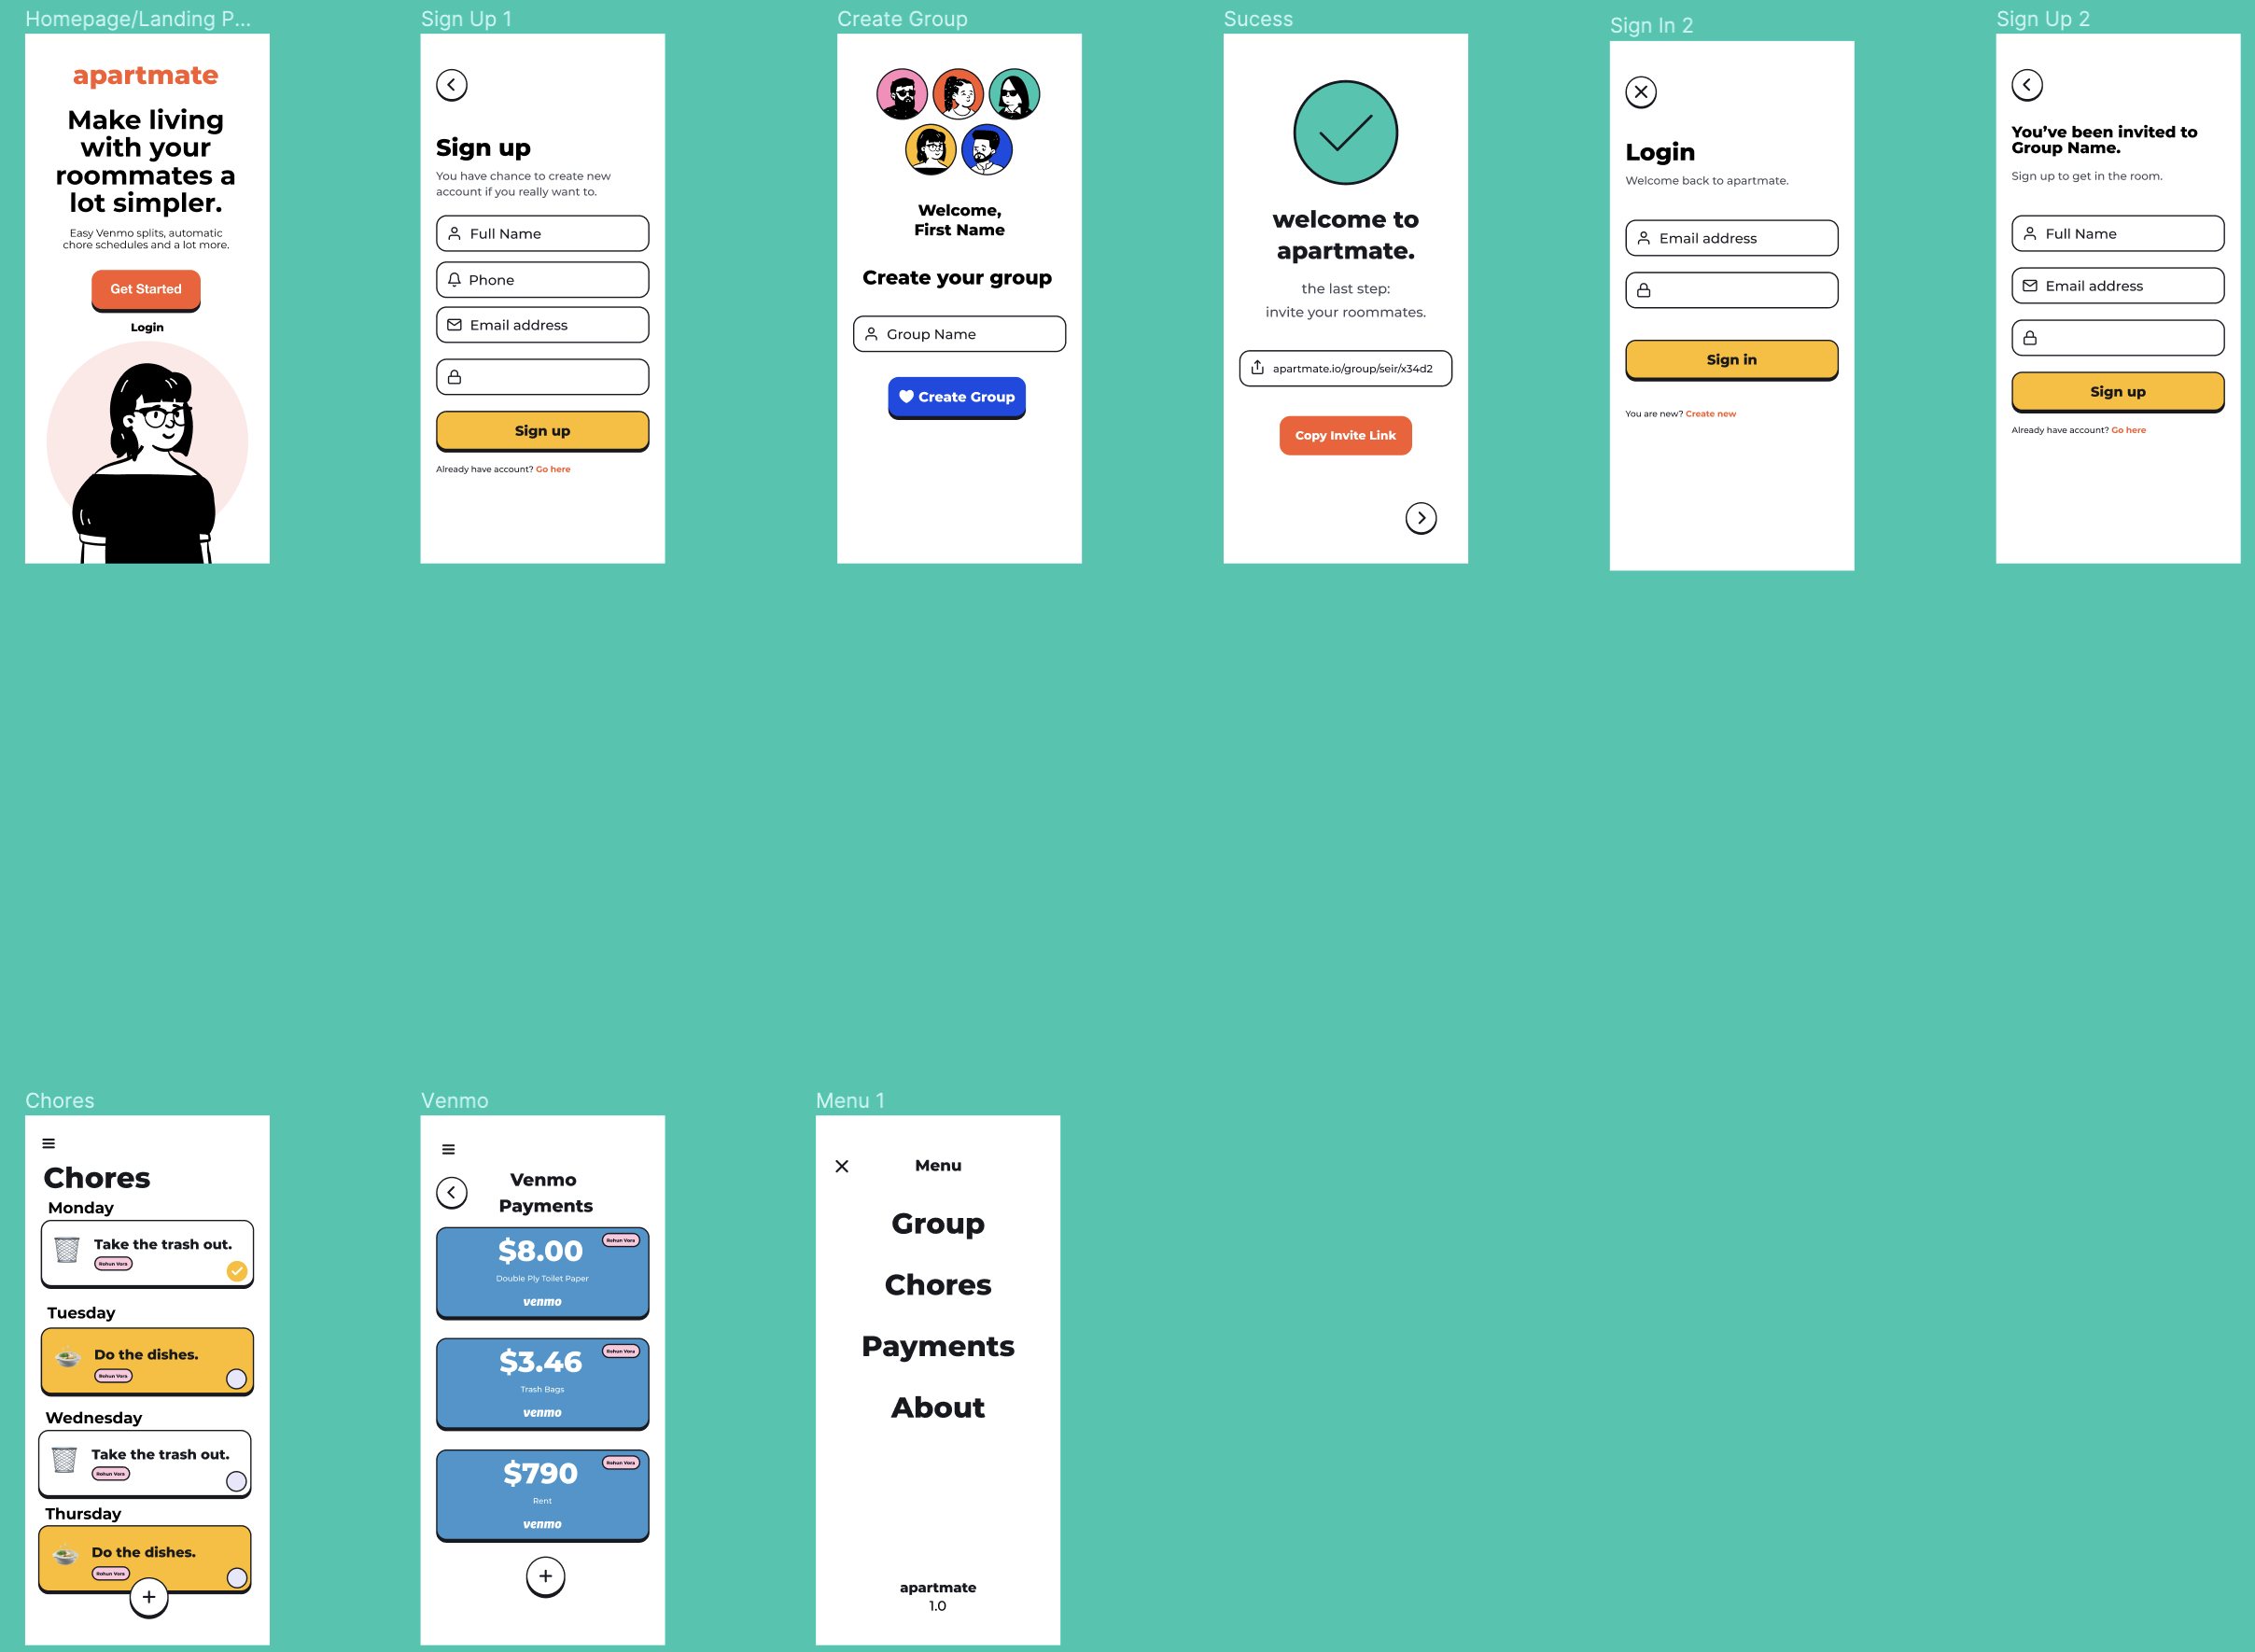 Homepage/Landing P...
apartmate
Make living
with your
roommates a
lot simpler.
Easy Venmo splits, automatic
chore schedules and a lot more.
Get Started
Login
Sign Up 1
Sign up
You have chance to create new
account if you really want to.
Full Name
Phone
Email address
Sign up
Already have account? Go here
Create Group
Welcome,
First Name
Create your group
Group Name
Create Group
Sucess
welcome to
apartmate.
the last step:
invite your roommates.
apartmate.io/group/seir/x34d2
Copy Invite Link
Sign In 2
Login
Welcome back to apartmate.
Email address
Sign in
You are new? Create new
Sign Up 2
You’ve been invited to
Group Name.
Sign up to get in the room.
Full Name
Email address
Sign up
Already have account? Go here
Chores
Chores
Monday
Take the trash out.
Rohun Vora
Tuesday
Do the dishes.
Rohun Vora
Wednesday
Take the trash out.
Rohun Vora
Thursday
Do the dishes.
Rohun Vora
Venmo
Venmo
Payments
$8.00
Rohun Vora
Double Ply Toilet Paper
venmo
$3.46
Rohun Vora
Trash Bags
venmo
$790
Rohun Vora
Rent
venmo
Menu 1
Menu
Group
Chores
Payments
About
apartmate
1.0